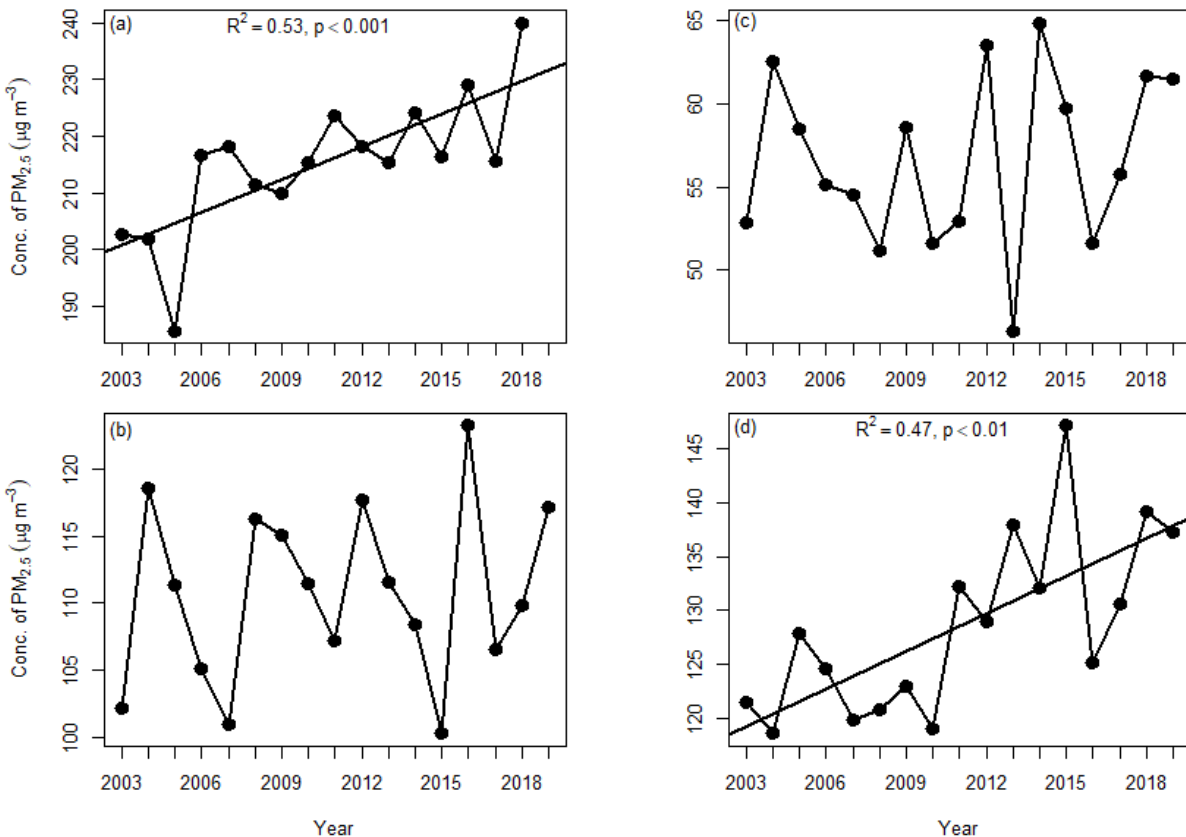 (a)
R² = 0.53, p < 0.001
Conc. of PM₂.₅ ( μg m⁻³)
240
230
220
210
200
190
2003 2006 2009 2012 2015 2018
(c)
65
60
55
50
2003 2006 2009 2012 2015 2018
(b)
Conc. of PM₂.₅ ( μg m⁻³)
120
115
110
105
100
2003 2006 2009 2012 2015 2018
Year
(d)
R² = 0.47, p < 0.01
145
140
135
130
125
120
2003 2006 2009 2012 2015 2018
Year